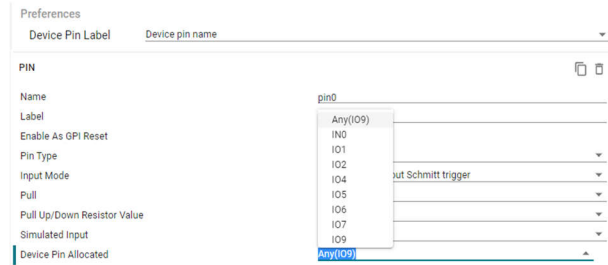 Preferences
Device Pin Label Device pin name
PIN
Name pin0
Label
Any(IO9)
Enable As GPI Reset
IN0
Pin Type
IO1
IO2
Input Mode
IO4
out Schmitt trigger
Pull
IO5
IO6
Pull Up/Down Resistor Value
IO7
Simulated Input
IO9
Device Pin Allocated Any(IO9)